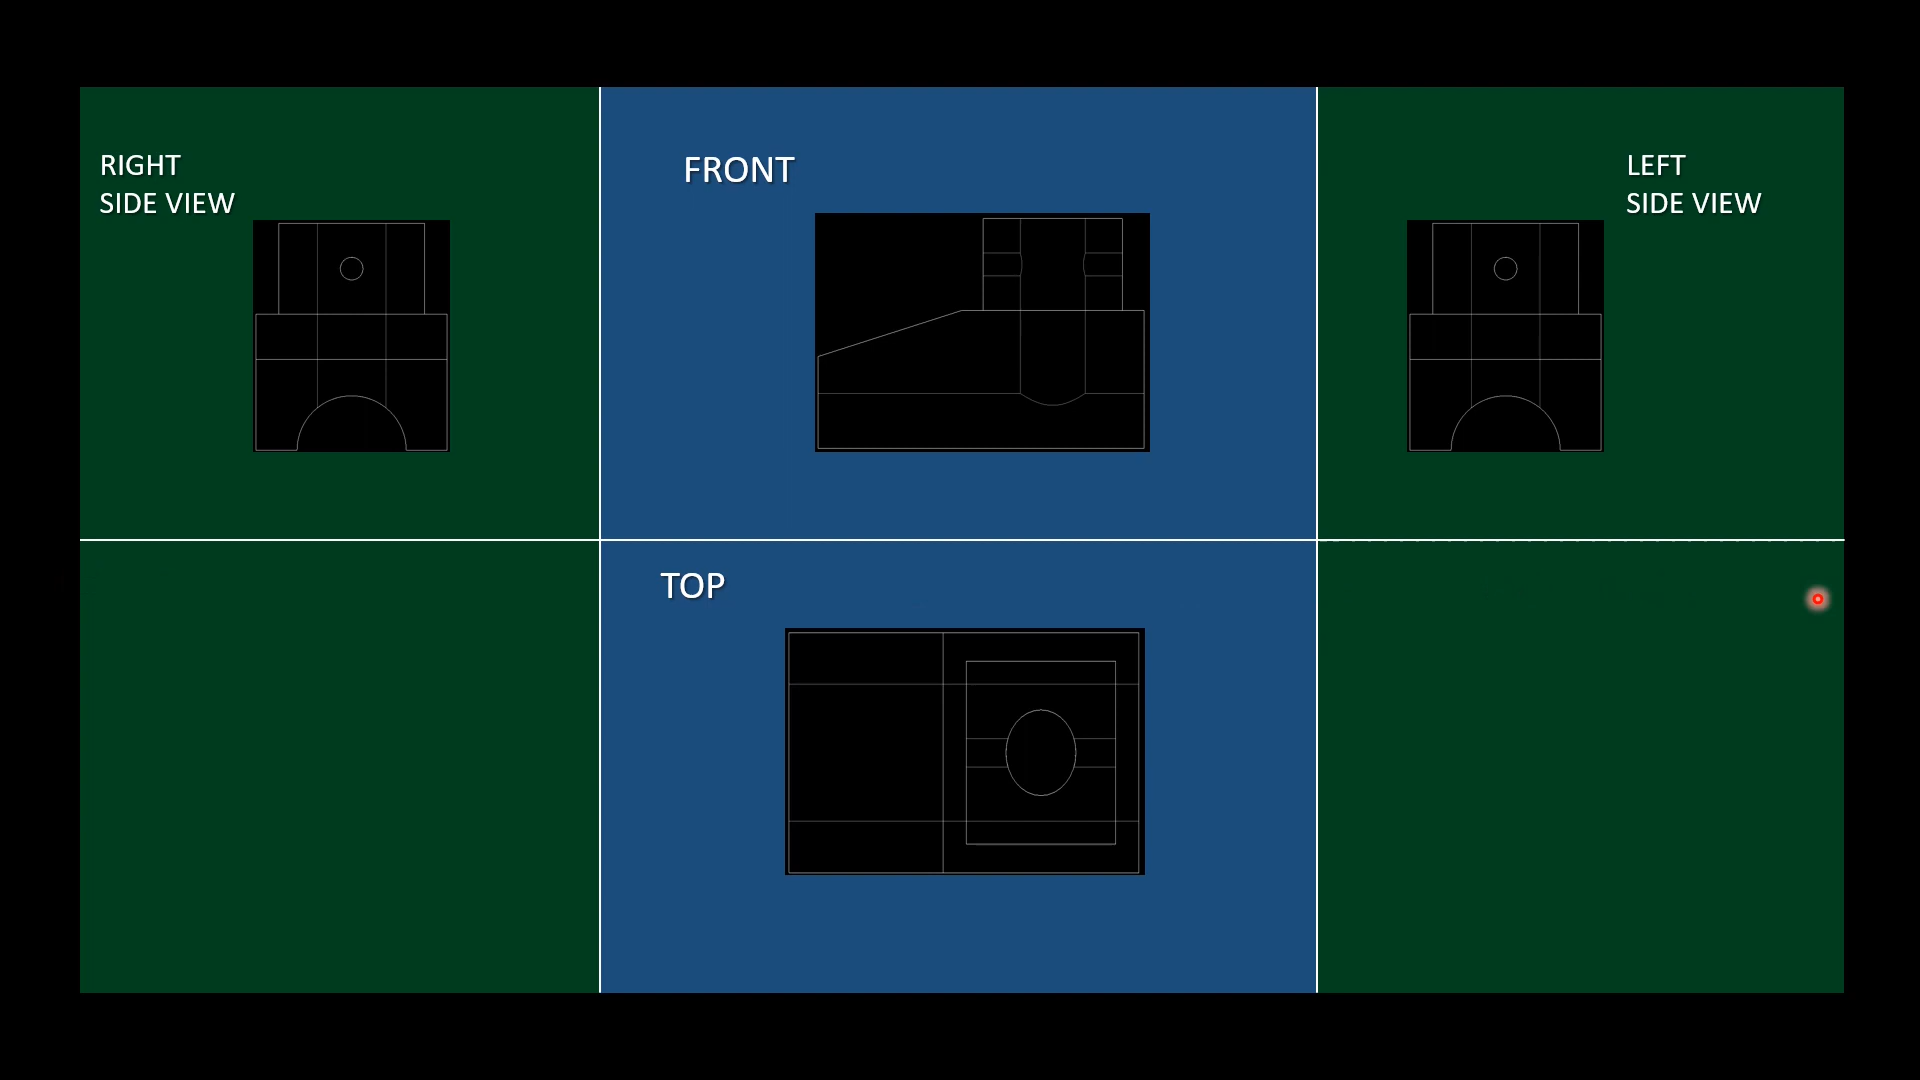 RIGHT
SIDE VIEW
FRONT
LEFT
SIDE VIEW
TOP